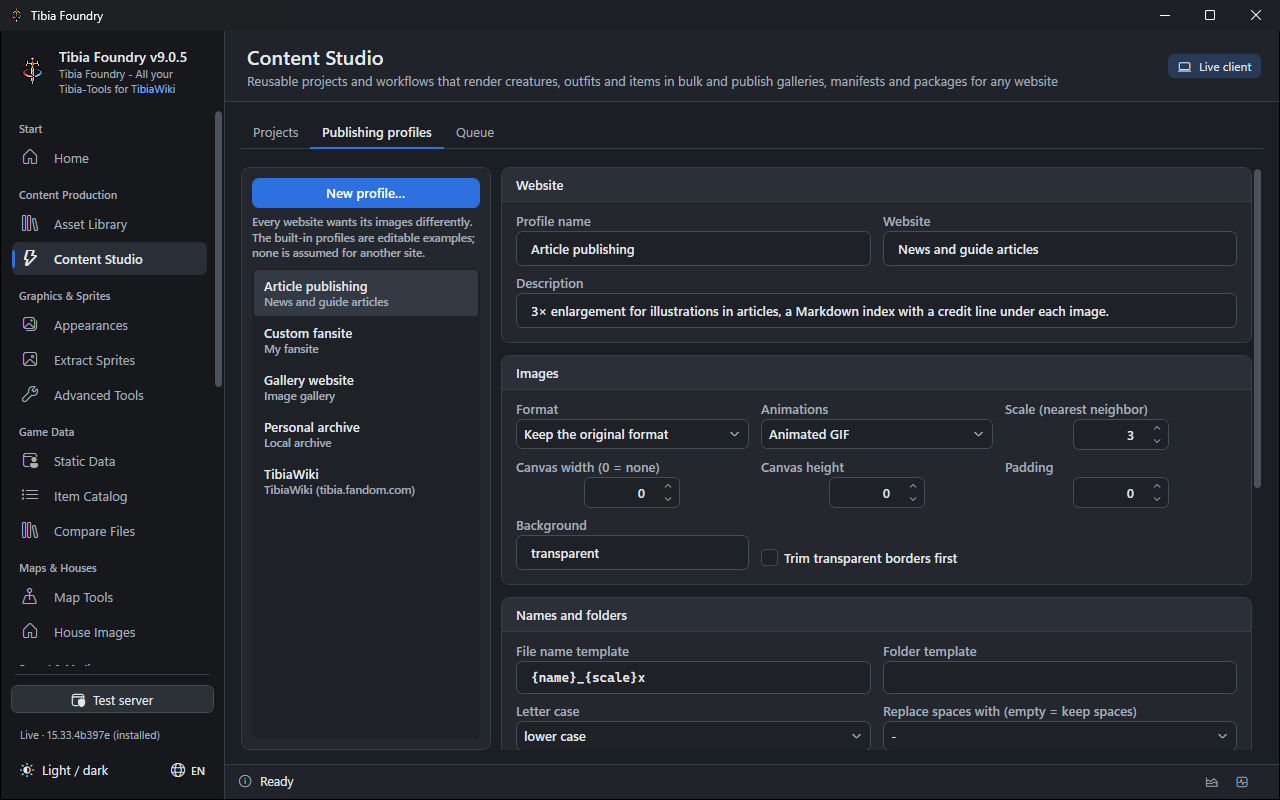 Tibia Foundry
Tibia Foundry v9.0.5
Tibia Foundry - All your
Tibia-Tools for TibiaWiki
Start
Home
Content Production
Asset Library
Content Studio
Graphics & Sprites
Appearances
Extract Sprites
Advanced Tools
Game Data
Static Data
Item Catalog
Compare Files
Maps & Houses
Map Tools
House Images
Test server
Live · 15.33.4b397e (installed)
Light / dark
EN
Content Studio
Reusable projects and workflows that render creatures, outfits and items in bulk and publish galleries, manifests and packages for any website
Live client
Projects
Publishing profiles
Queue
New profile...
Every website wants its images differently.
The built-in profiles are editable examples;
none is assumed for another site.
Article publishing
News and guide articles
Custom fansite
My fansite
Gallery website
Image gallery
Personal archive
Local archive
TibiaWiki
TibiaWiki (tibia.fandom.com)
Website
Profile name
Website
Article publishing
News and guide articles
Description
3× enlargement for illustrations in articles, a Markdown index with a credit line under each image.
Images
Format
Animations
Scale (nearest neighbor)
Keep the original format
Animated GIF
3
Canvas width (0 = none)
Canvas height
Padding
0
0
0
Background
transparent
Trim transparent borders first
Names and folders
File name template
Folder template
{name}_{scale}x
Letter case
Replace spaces with (empty = keep spaces)
lower case
-
Ready